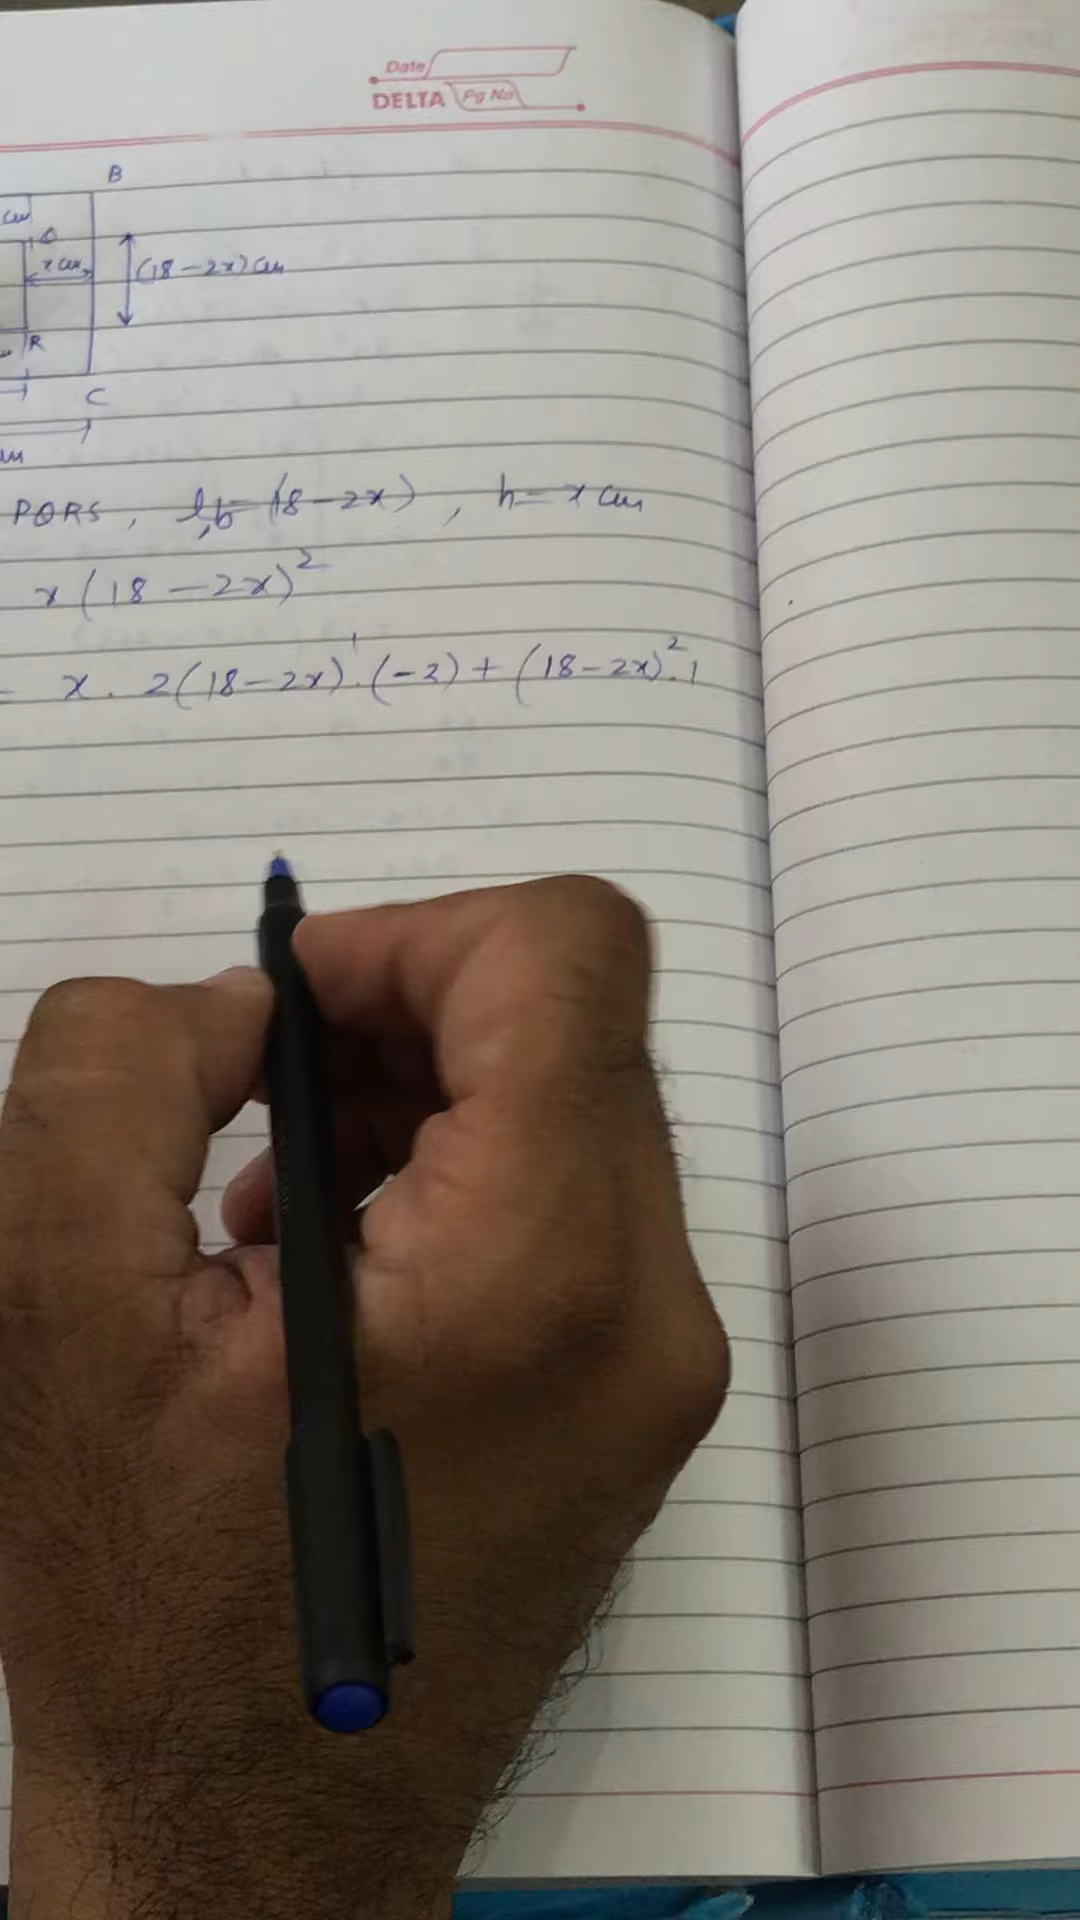 Date
DELTA Pg No
B
cm
Q
x cm
(18-2x) cm
R
C
PQRS, l,b=(18-2x), h=x cm
x(18-2x)²
= x. 2(18-2x)¹.(-2)+(18-2x)².1